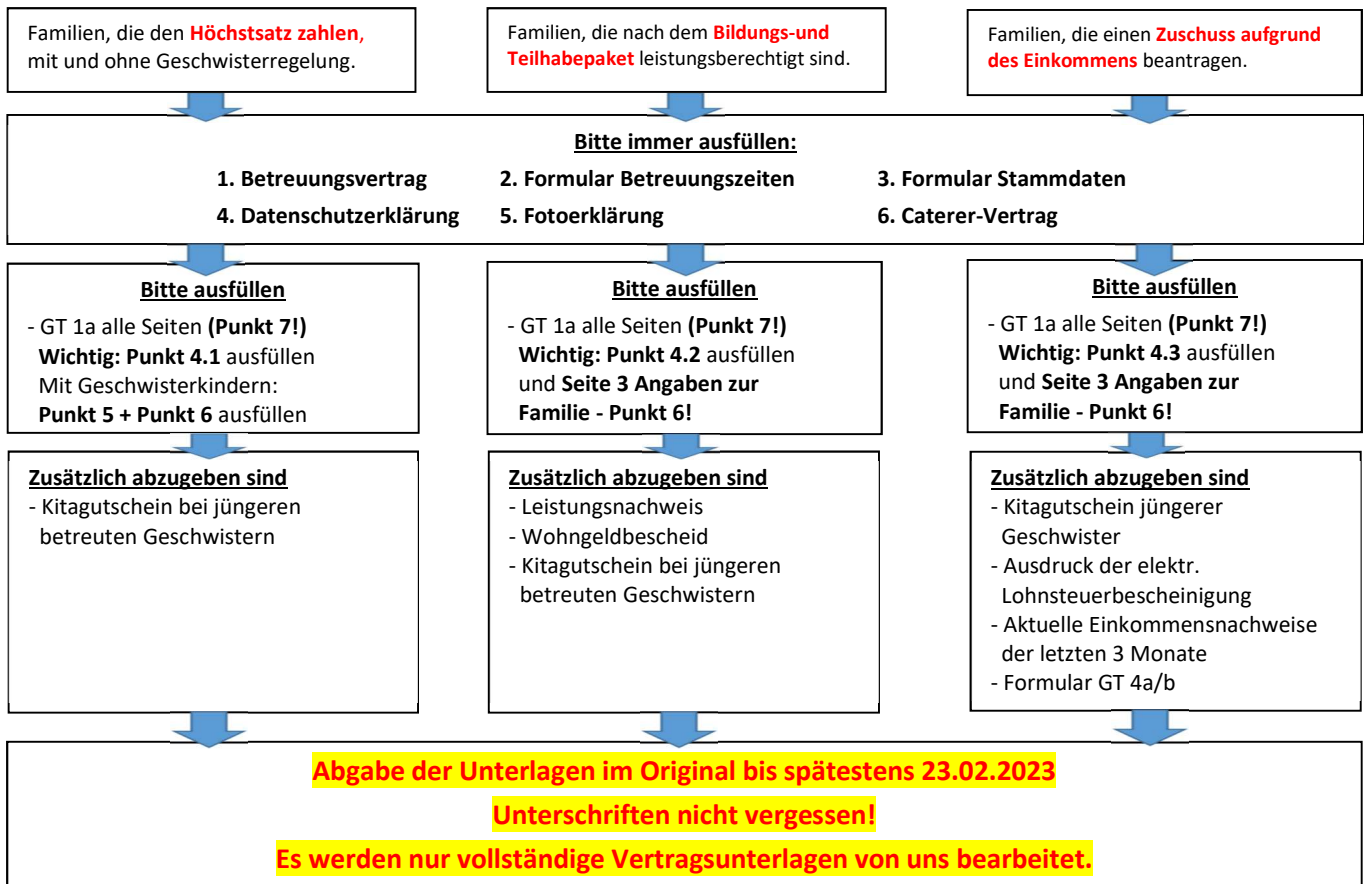 Familien, die den Höchstsatz zahlen,
mit und ohne Geschwisterregelung.
Familien, die nach dem Bildungs-und
Teilhabepaket leistungsberechtigt sind.
Familien, die einen Zuschuss aufgrund
des Einkommens beantragen.
Bitte immer ausfüllen:
1. Betreuungsvertrag 2. Formular Betreuungszeiten 3. Formular Stammdaten
4. Datenschutzerklärung 5. Fotoerklärung 6. Caterer-Vertrag
Bitte ausfüllen
- GT 1a alle Seiten (Punkt 7!)
Wichtig: Punkt 4.1 ausfüllen
Mit Geschwisterkindern:
Punkt 5 + Punkt 6 ausfüllen
Bitte ausfüllen
- GT 1a alle Seiten (Punkt 7!)
Wichtig: Punkt 4.2 ausfüllen
und Seite 3 Angaben zur
Familie - Punkt 6!
Bitte ausfüllen
- GT 1a alle Seiten (Punkt 7!)
Wichtig: Punkt 4.3 ausfüllen
und Seite 3 Angaben zur
Familie - Punkt 6!
Zusätzlich abzugeben sind
- Kitagutschein bei jüngeren
betreuten Geschwistern
Zusätzlich abzugeben sind
- Leistungsnachweis
- Wohngeldbescheid
- Kitagutschein bei jüngeren
betreuten Geschwistern
Zusätzlich abzugeben sind
- Kitagutschein jüngerer
Geschwister
- Ausdruck der elektr.
Lohnsteuerbescheinigung
- Aktuelle Einkommensnachweise
der letzten 3 Monate
- Formular GT 4a/b
Abgabe der Unterlagen im Original bis spätestens 23.02.2023
Unterschriften nicht vergessen!
Es werden nur vollständige Vertragsunterlagen von uns bearbeitet.